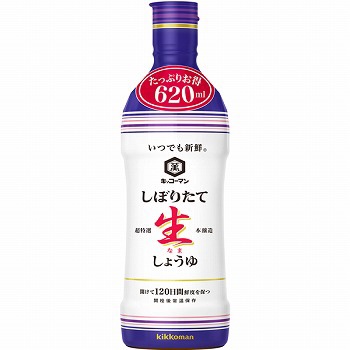 たっぷりお得
620ml
いつでも新鮮。
萬
キッコーマン
しぼりたて
超特選 生 本醸造
なま
しょうゆ
開けて120日間鮮度を保つ
開栓後常温保存
kikkoman